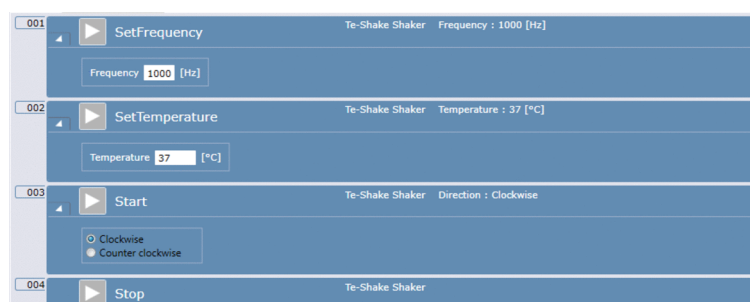 001 SetFrequency Te-Shake Shaker Frequency : 1000 [Hz]
Frequency 1000 [Hz]
002 SetTemperature Te-Shake Shaker Temperature : 37 [°C]
Temperature 37 [°C]
003 Start Te-Shake Shaker Direction : Clockwise
Clockwise
Counter clockwise
004 Stop Te-Shake Shaker